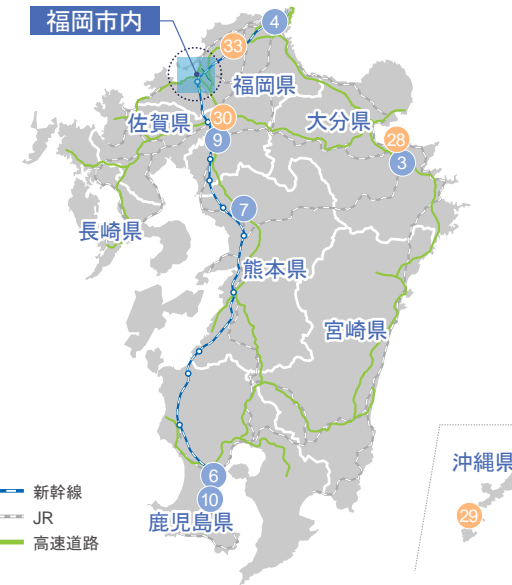 福岡市内
4
33
福岡県
30
佐賀県
大分県
28
9
3
7
長崎県
熊本県
宮崎県
沖縄県
6
新幹線
10
29
JR
鹿児島県
高速道路